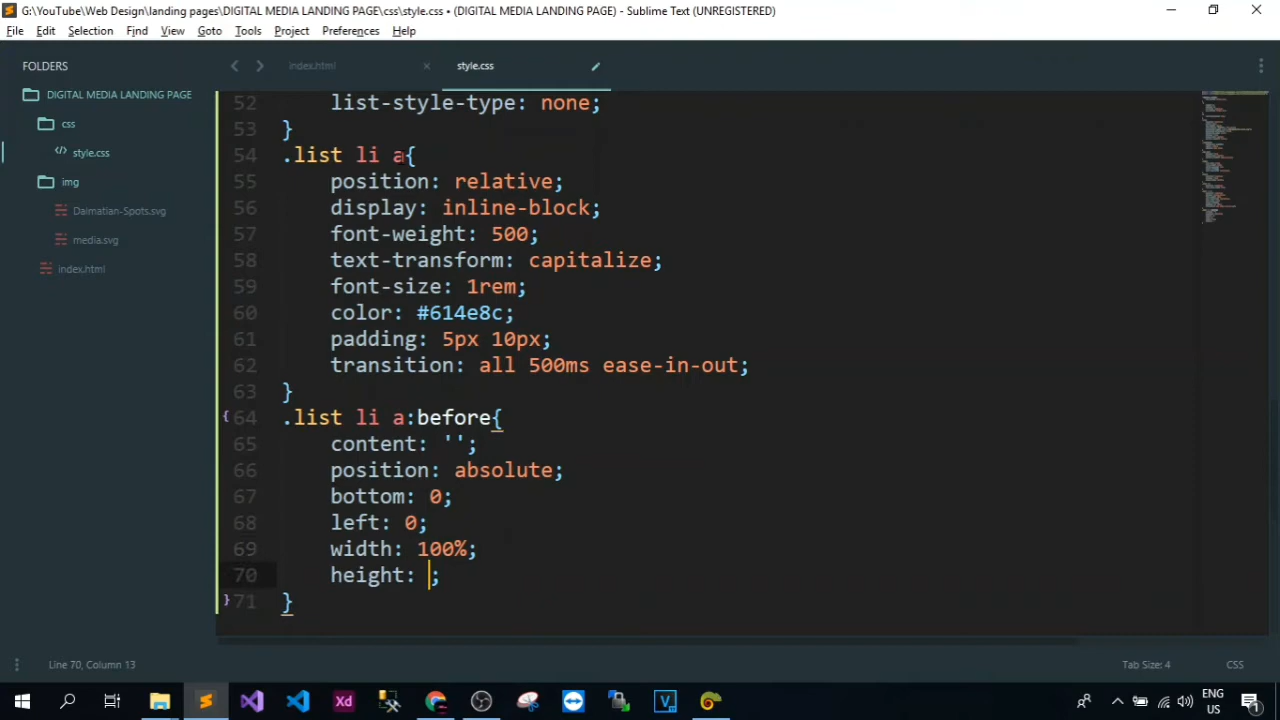 G:\YouTube\Web Design\landing pages\DIGITAL MEDIA LANDING PAGE\css\style.css • (DIGITAL MEDIA LANDING PAGE) - Sublime Text (UNREGISTERED)
File Edit Selection Find View Goto Tools Project Preferences Help
FOLDERS
DIGITAL MEDIA LANDING PAGE
css
style.css
img
Dalmatian-Spots.svg
media.svg
index.html
index.html
style.css
52 list-style-type: none;
53 }
54 .list li a{
55 position: relative;
56 display: inline-block;
57 font-weight: 500;
58 text-transform: capitalize;
59 font-size: 1rem;
60 color: #614e8c;
61 padding: 5px 10px;
62 transition: all 500ms ease-in-out;
63 }
64 .list li a:before{
65 content: '';
66 position: absolute;
67 bottom: 0;
68 left: 0;
69 width: 100%;
70 height: ;
71 }
Line 70, Column 13
Tab Size: 4
CSS
Xd
ENG
US
1